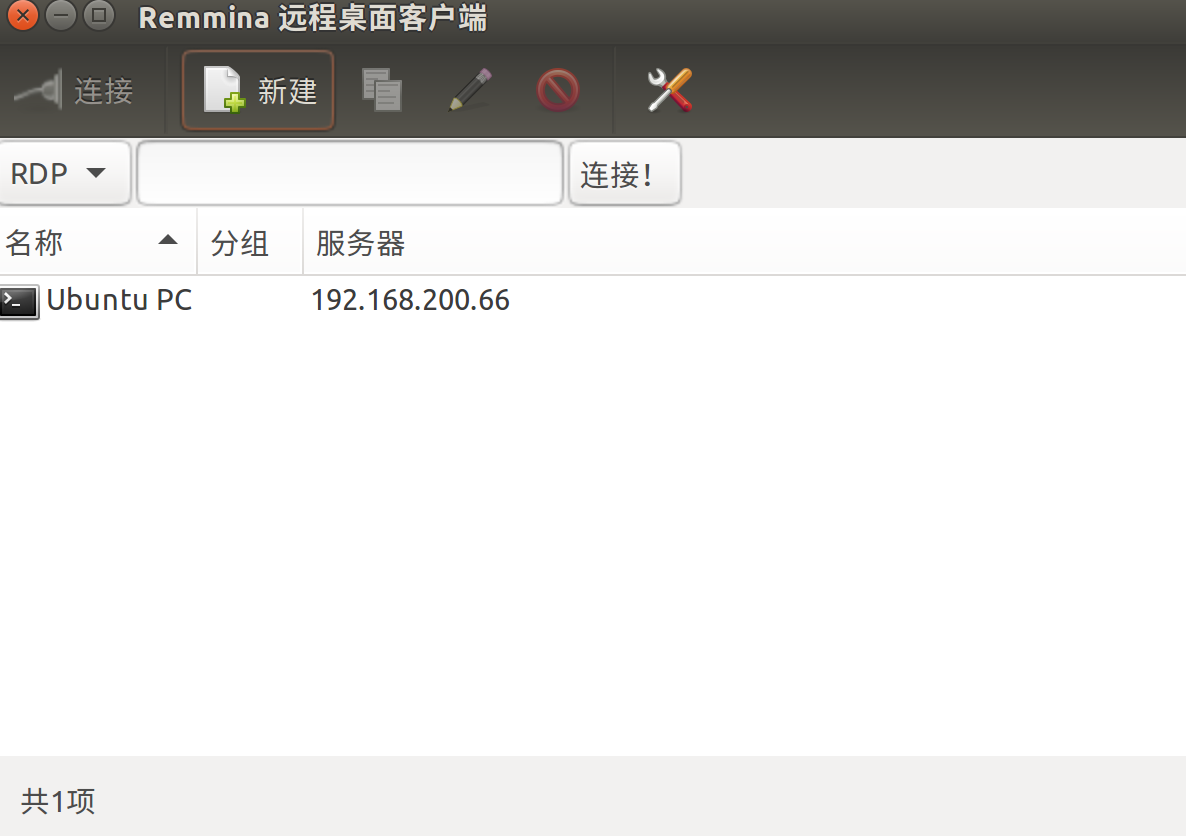 Remmina 远程桌面客户端
连接 新建
RDP 连接!
名称 分组 服务器
Ubuntu PC 192.168.200.66
共1项